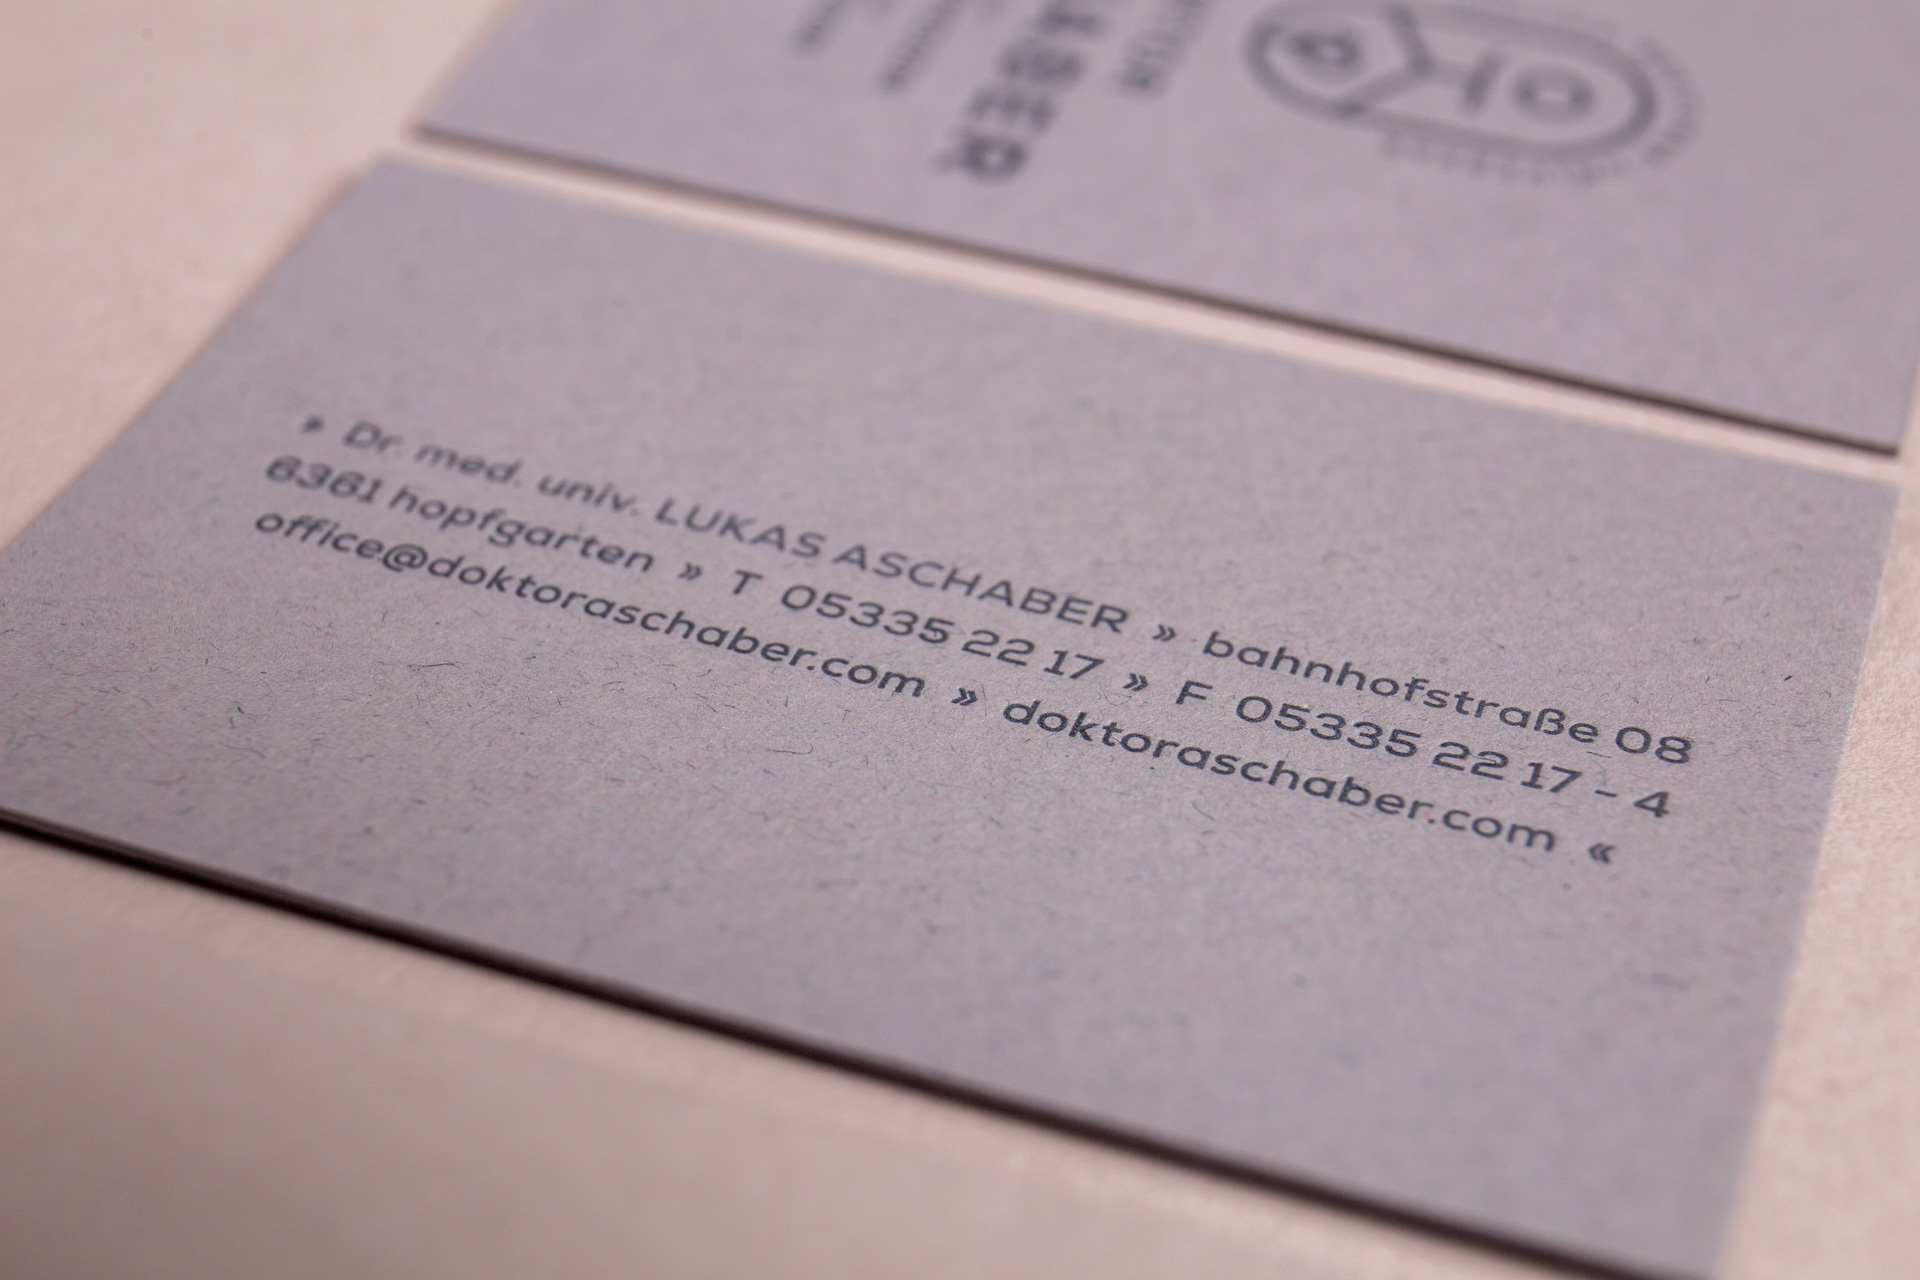 » Dr. med. univ. LUKAS ASCHABER » bahnhofstraße 08
6361 hopfgarten » T 05335 22 17 » F 05335 22 17 - 4
office@doktoraschaber.com » doktoraschaber.com «